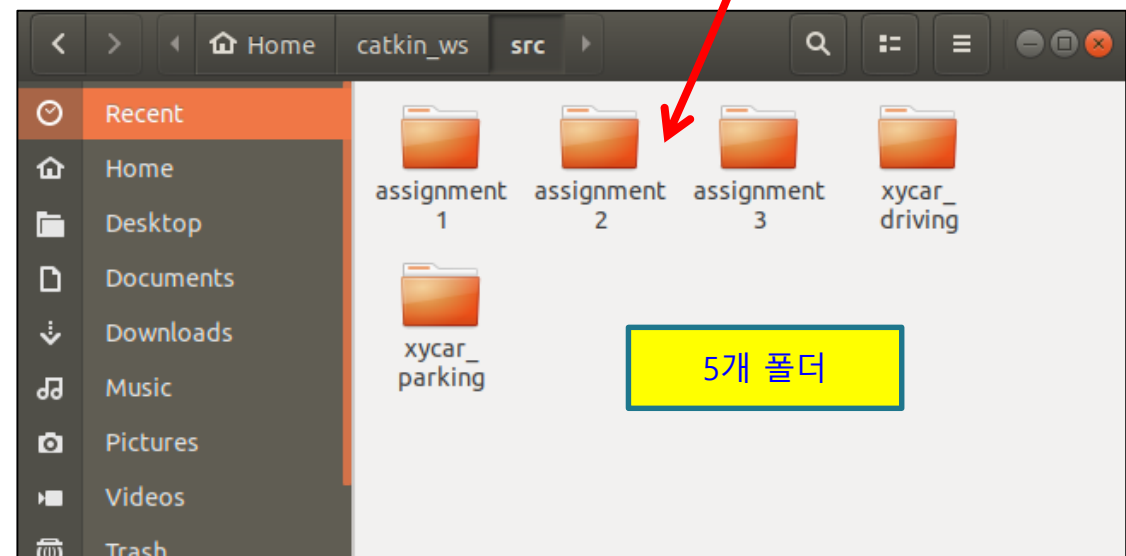 Home catkin_ws src
Recent
Home
Desktop
Documents
Downloads
Music
Pictures
Videos
Trash
assignment
1
assignment
2
assignment
3
xycar_
driving
xycar_
parking
5개 폴더